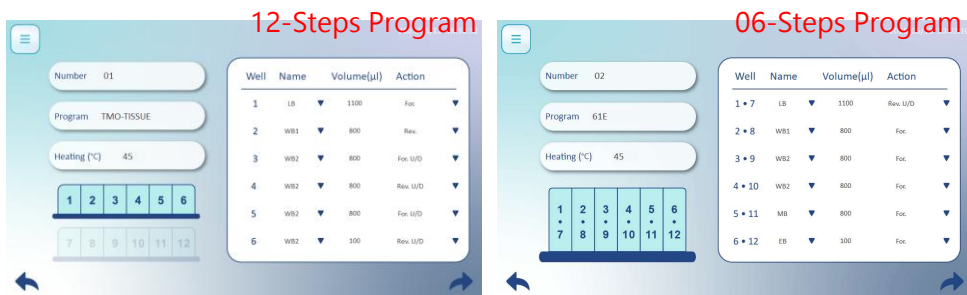 12-Steps Program
Number 01
Program TMO-TISSUE
Heating (°C) 45
1 2 3 4 5 6
7 8 9 10 11 12
Well Name Volume(µl) Action
1 LB ▼ 1100 For. ▼
2 WB1 ▼ 800 Rev. ▼
3 WB2 ▼ 800 For. U/D ▼
4 WB2 ▼ 800 Rev. U/D ▼
5 WB2 ▼ 800 For. U/D ▼
6 WB2 ▼ 100 Rev. U/D ▼
06-Steps Program
Number 02
Program 61E
Heating (°C) 45
1 2 3 4 5 6
• • • • • •
7 8 9 10 11 12
Well Name Volume(µl) Action
1 • 7 LB ▼ 1100 Rev. U/D ▼
2 • 8 WB1 ▼ 800 For. ▼
3 • 9 WB2 ▼ 800 For. ▼
4 • 10 WB2 ▼ 800 For. ▼
5 • 11 MB ▼ 800 For. ▼
6 • 12 EB ▼ 100 For. ▼